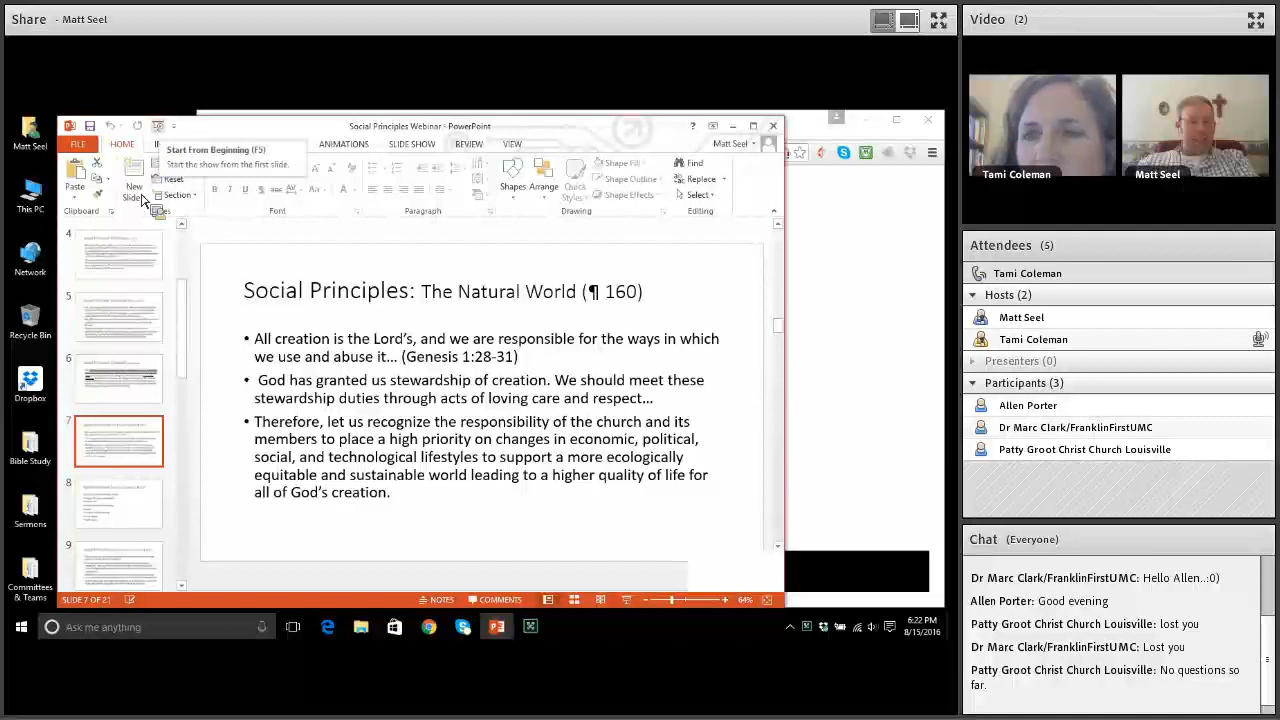 Share - Matt Seel
Video (2)
Tami Coleman
Matt Seel
Attendees (5)
Tami Coleman
Hosts (2)
Matt Seel
Tami Coleman
Presenters (0)
Participants (3)
Allen Porter
Dr Marc Clark/FranklinFirstUMC
Patty Groot Christ Church Louisville
Chat (Everyone)
Dr Marc Clark/FranklinFirstUMC: Hello Allen..:0)
Allen Porter: Good evening
Patty Groot Christ Church Louisville: lost you
Dr Marc Clark/FranklinFirstUMC: Lost you
Patty Groot Christ Church Louisville: No questions so
far.
Matt Seel
This PC
Network
Recycle Bin
Dropbox
Bible Study
Sermons
Committees
& Teams
Social Principles Webinar - PowerPoint
FILE HOME ANIMATIONS SLIDE SHOW REVIEW VIEW Matt Seel
Start From Beginning (F5)
Start the show from the first slide.
Paste
New
Slide
Reset
Section
Shapes Arrange Quick
Styles
Shape Fill
Shape Outline
Shape Effects
Find
Replace
Select
Clipboard
Font Paragraph Drawing Editing
4
5
6
7
8
9
Social Principles: The Natural World (¶ 160)
• All creation is the Lord’s, and we are responsible for the ways in which
we use and abuse it… (Genesis 1:28-31)
• God has granted us stewardship of creation. We should meet these
stewardship duties through acts of loving care and respect…
• Therefore, let us recognize the responsibility of the church and its
members to place a high priority on changes in economic, political,
social, and technological lifestyles to support a more ecologically
equitable and sustainable world leading to a higher quality of life for
all of God’s creation.
SLIDE 7 OF 21 NOTES COMMENTS 64%
Ask me anything
6:22 PM
8/15/2016